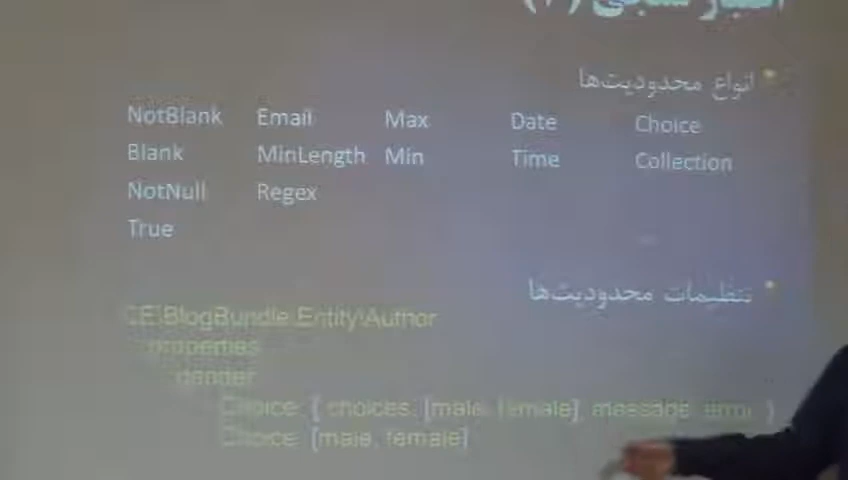 انواع محدودیت‌ها
NotBlank Email Max Date Choice
Blank MinLength Min Time Collection
NotNull Regex
True
تنظیمات محدودیت‌ها
CE\BlogBundle\Entity\Author
properties
gender
Choice: { choices: [male, female], message: error }
Choice: [male, female]